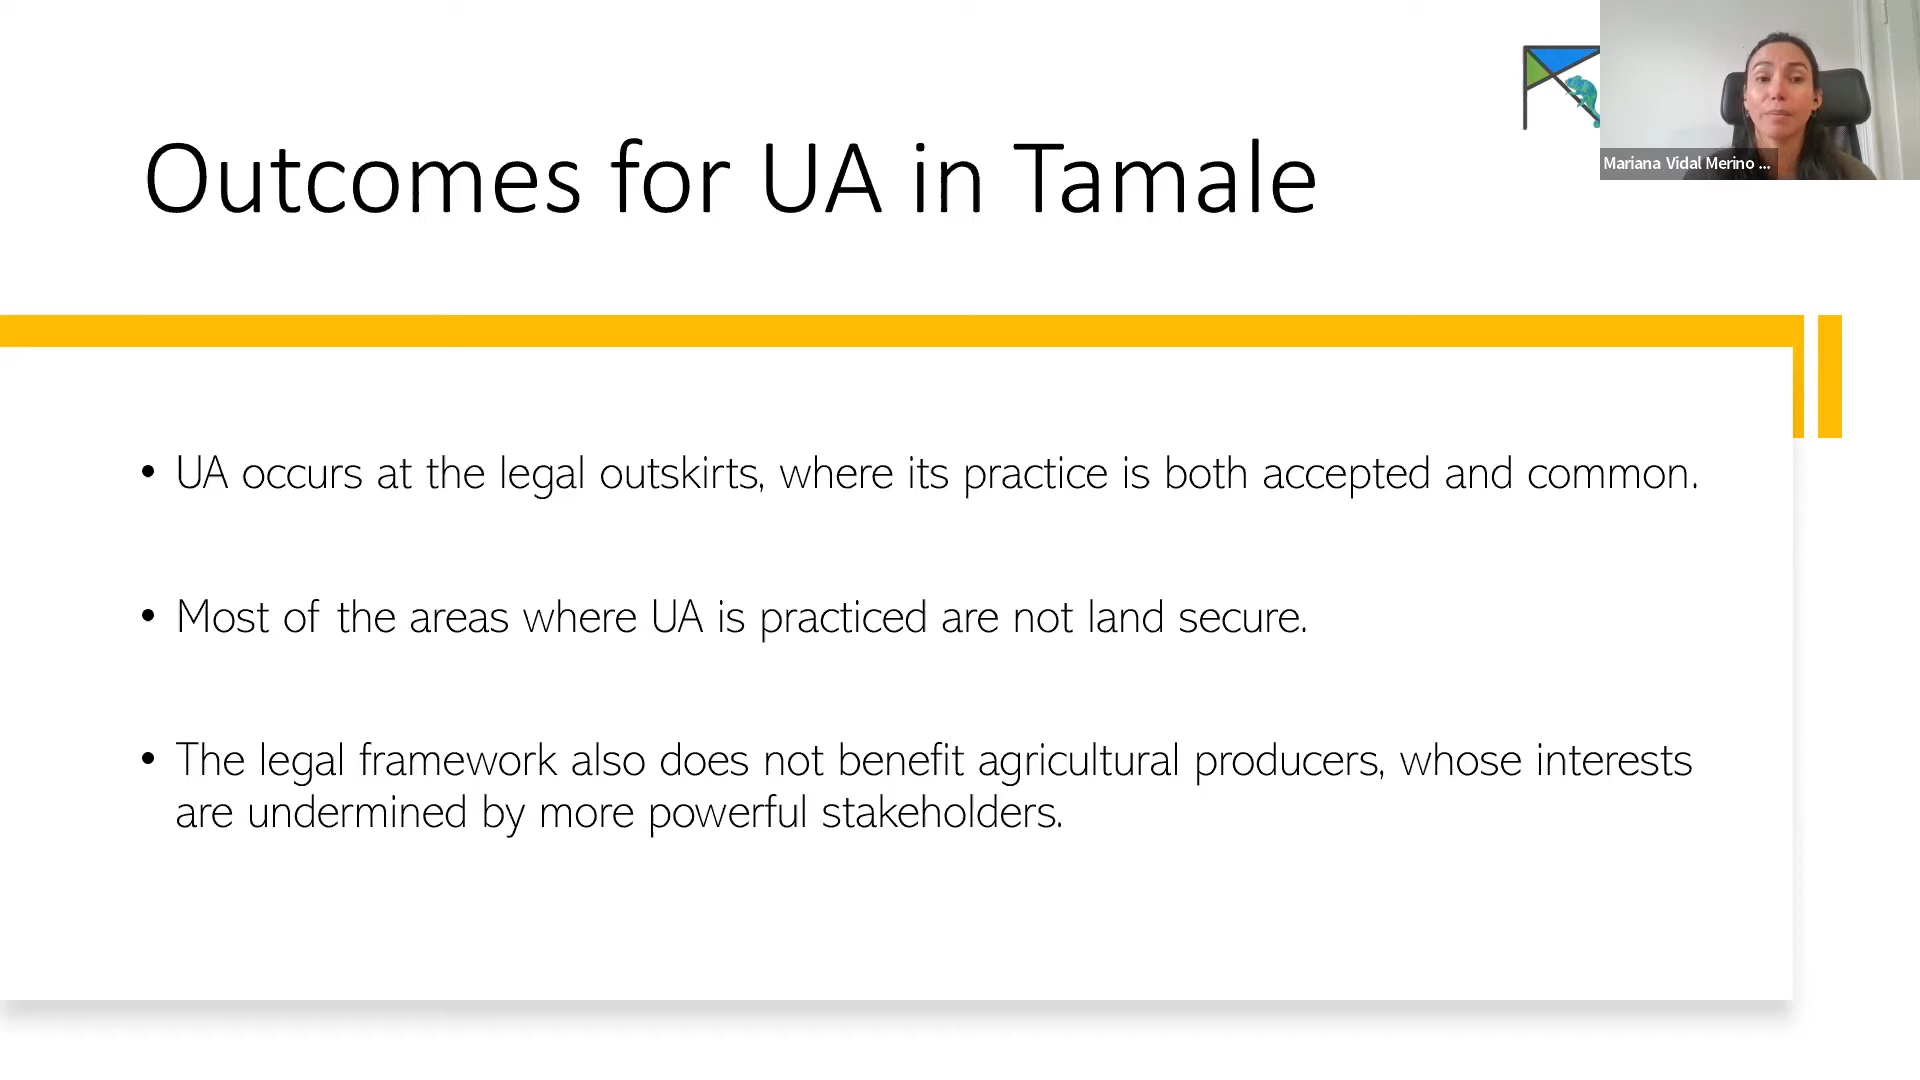 Outcomes for UA in Tamale
Mariana Vidal Merino ...
• UA occurs at the legal outskirts, where its practice is both accepted and common.
• Most of the areas where UA is practiced are not land secure.
• The legal framework also does not benefit agricultural producers, whose interests
are undermined by more powerful stakeholders.